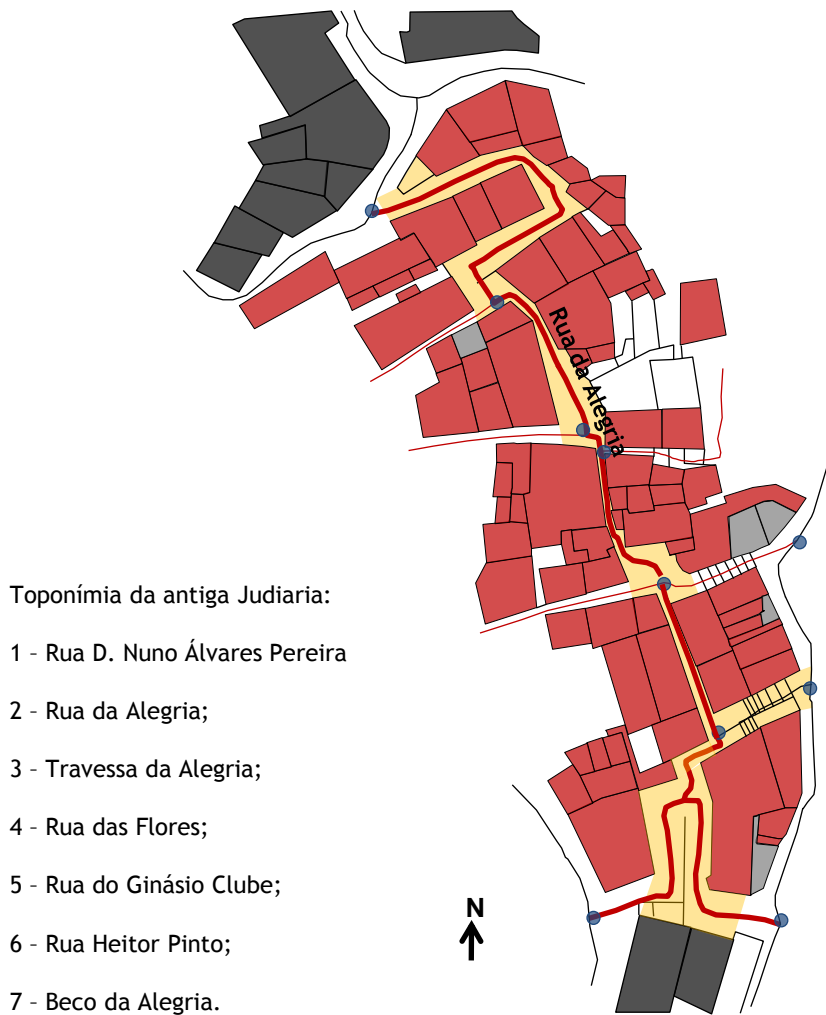 Rua da Alegria
Toponímia da antiga Judiaria:
1 – Rua D. Nuno Álvares Pereira
2 – Rua da Alegria;
3 – Travessa da Alegria;
4 – Rua das Flores;
5 – Rua do Ginásio Clube;
6 – Rua Heitor Pinto;
7 – Beco da Alegria.
N